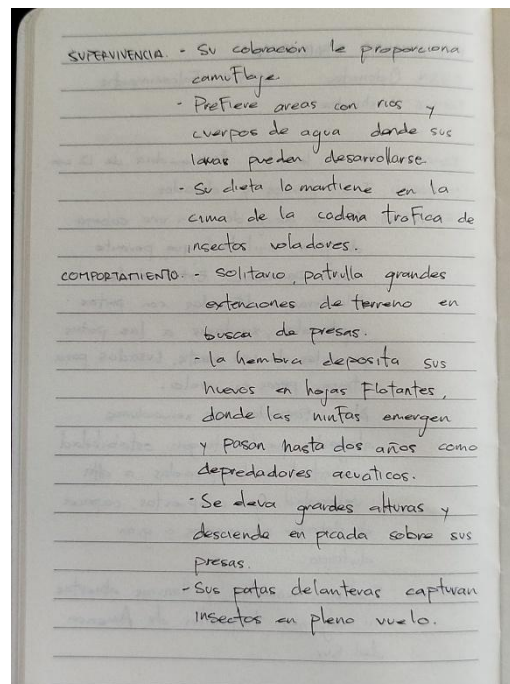 SUPERVIVENCIA. - Su coloración le proporciona
camuflaje
- Prefiere areas con rios y
cuerpos de agua donde sus
larvas pueden desarrollarse.
- Su dieta lo mantiene en la
cima de la cadena trofica de
insectos voladores.
COMPORTAMIENTO. - Solitario, patrulla grandes
extenciones de terreno en
busca de presas.
- la hembra deposita sus
huevos en hojas flotantes,
donde las ninfas emergen
y pasan hasta dos años como
depredadores acuáticos.
- Se eleva grandes alturas y
desciende en picada sobre sus
presas.
- Sus patas delanteras capturan
insectos en pleno vuelo.